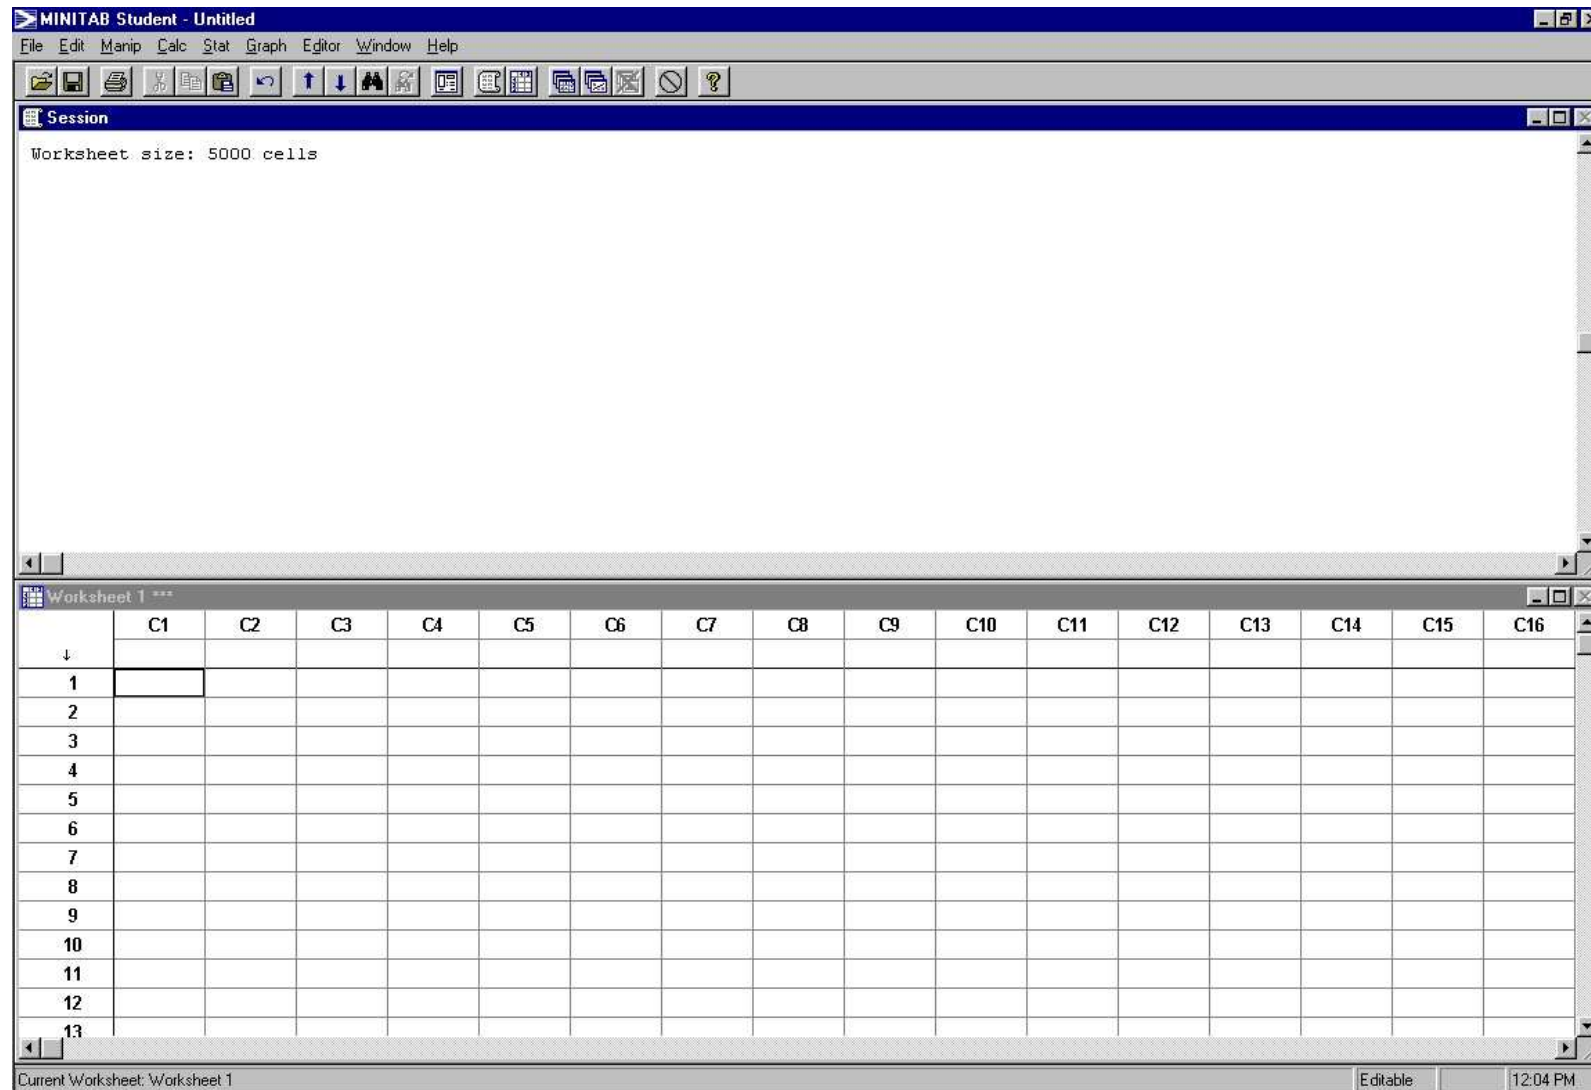 MINITAB Student - Untitled
File Edit Manip Calc Stat Graph Editor Window Help
Session
Worksheet size: 5000 cells
Worksheet 1 ***
C1 C2 C3 C4 C5 C6 C7 C8 C9 C10 C11 C12 C13 C14 C15 C16
↓
1
2
3
4
5
6
7
8
9
10
11
12
13
Current Worksheet: Worksheet 1 Editable 12:04 PM